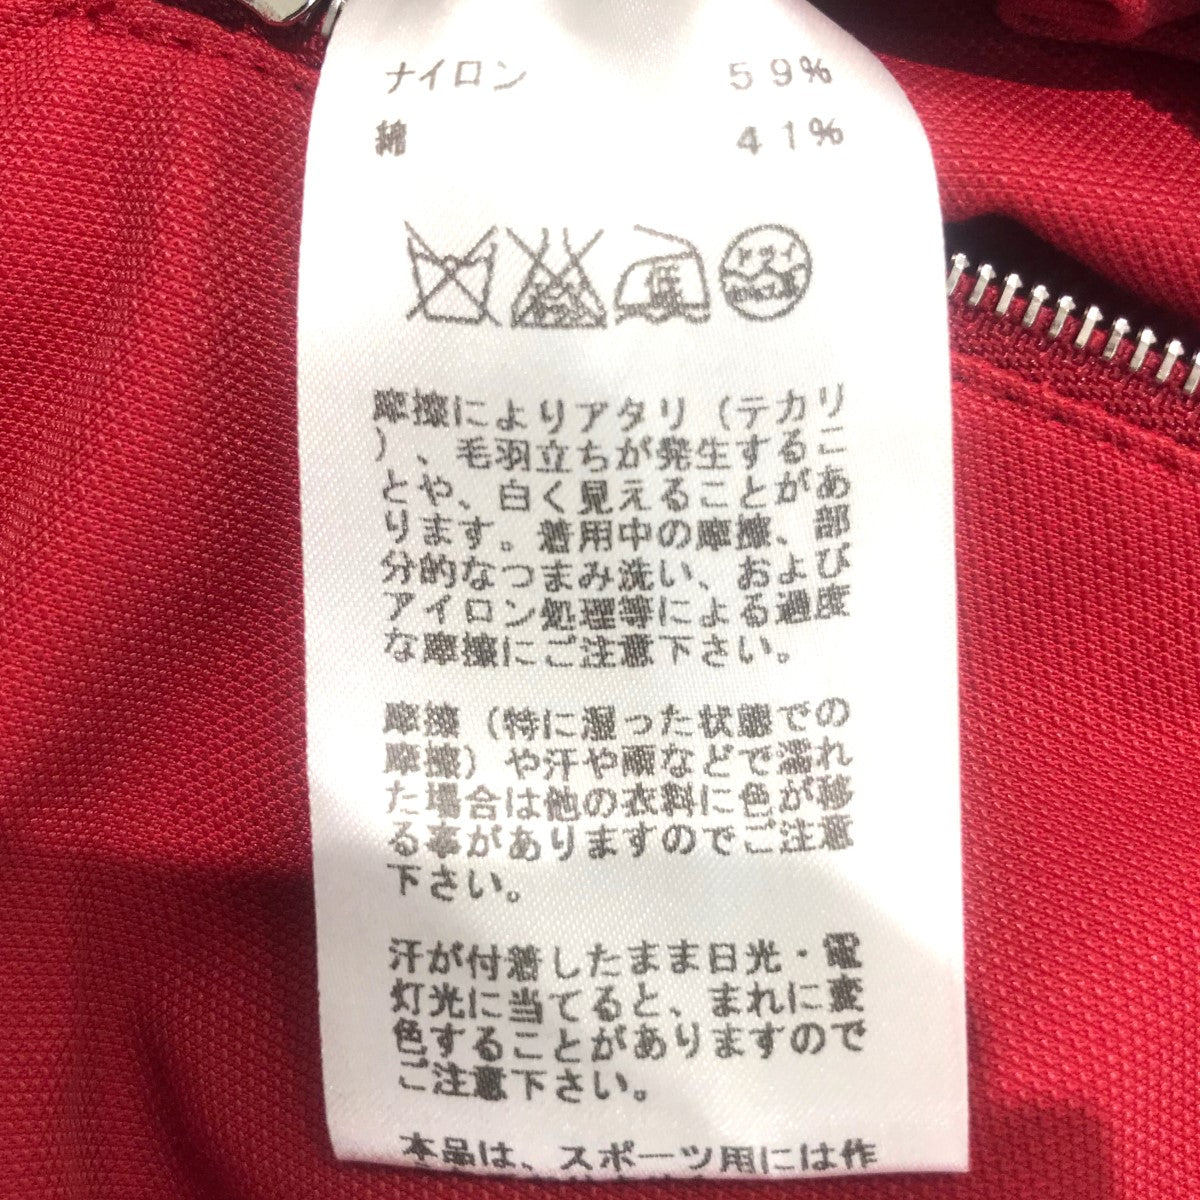 ナイロン 59%
綿 41%
低
ドライ
摩擦によりアタリ（テカリ
）、毛羽立ちが発生するこ
とや、白く見えることがあ
ります。着用中の摩擦、部
分的なつまみ洗い、および
アイロン処理等による過度
な摩擦にご注意下さい。
摩擦（特に湿った状態での
摩擦）や汗や雨などで濡れ
た場合は他の衣料に色が移
る事がありますのでご注意
下さい。
汗が付着したまま日光・電
灯光に当てると、まれに変
色することがありますので
ご注意下さい。
本品は、スポーツ用には作